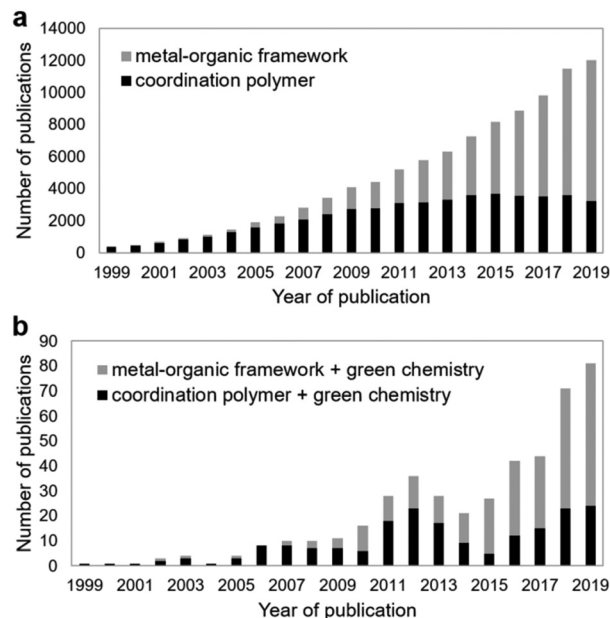 a
14000
12000
10000
8000
6000
4000
2000
0
Number of publications
metal-organic framework
coordination polymer
1999 2001 2003 2005 2007 2009 2011 2013 2015 2017 2019
Year of publication
b
90
80
70
60
50
40
30
20
10
0
Number of publications
metal-organic framework + green chemistry
coordination polymer + green chemistry
1999 2001 2003 2005 2007 2009 2011 2013 2015 2017 2019
Year of publication